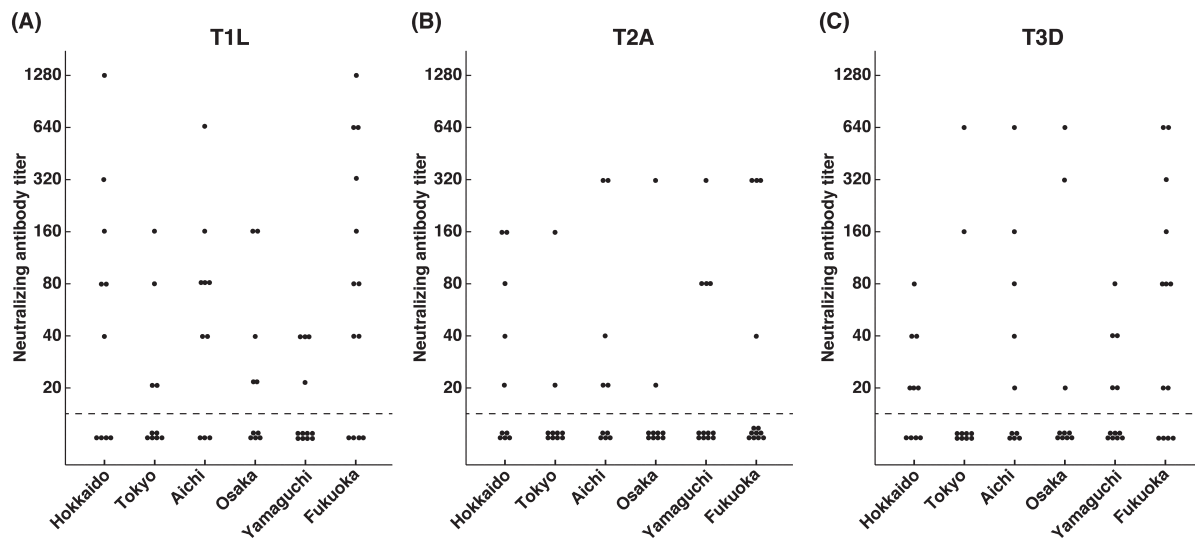 (A)
T1L
Neutralizing antibody titer
1280
640
320
160
80
40
20
Hokkaido
Tokyo
Aichi
Osaka
Yamaguchi
Fukuoka
(B)
T2A
Neutralizing antibody titer
1280
640
320
160
80
40
20
Hokkaido
Tokyo
Aichi
Osaka
Yamaguchi
Fukuoka
(C)
T3D
Neutralizing antibody titer
1280
640
320
160
80
40
20
Hokkaido
Tokyo
Aichi
Osaka
Yamaguchi
Fukuoka